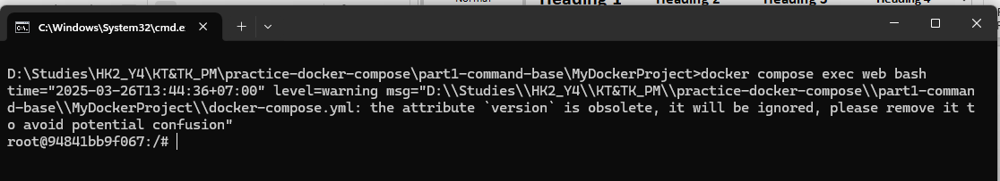 Normal
Heading 1
Heading 2
Heading 3
Heading 4
C:\Windows\System32\cmd.e
D:\Studies\HK2_Y4\KT&TK_PM\practice-docker-compose\part1-command-base\MyDockerProject>docker compose exec web bash
time="2025-03-26T13:44:36+07:00" level=warning msg="D:\\Studies\\HK2_Y4\\KT&TK_PM\\practice-docker-compose\\part1-comman
d-base\\MyDockerProject\\docker-compose.yml: the attribute `version` is obsolete, it will be ignored, please remove it t
o avoid potential confusion"
root@94841bb9f067:/#